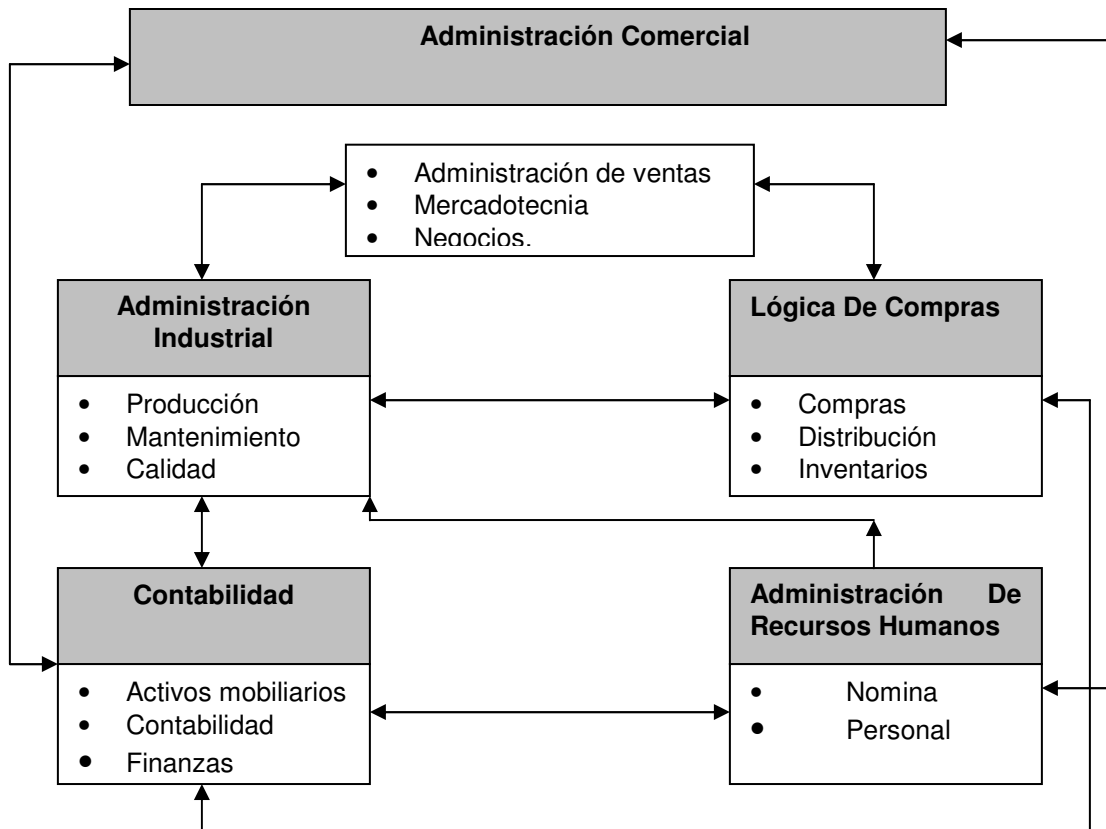 Administración Comercial
• Administración de ventas
• Mercadotecnia
• Negocios.
Administración
Industrial
• Producción
• Mantenimiento
• Calidad
Lógica De Compras
• Compras
• Distribución
• Inventarios
Contabilidad
• Activos mobiliarios
• Contabilidad
• Finanzas
Administración De
Recursos Humanos
• Nomina
• Personal